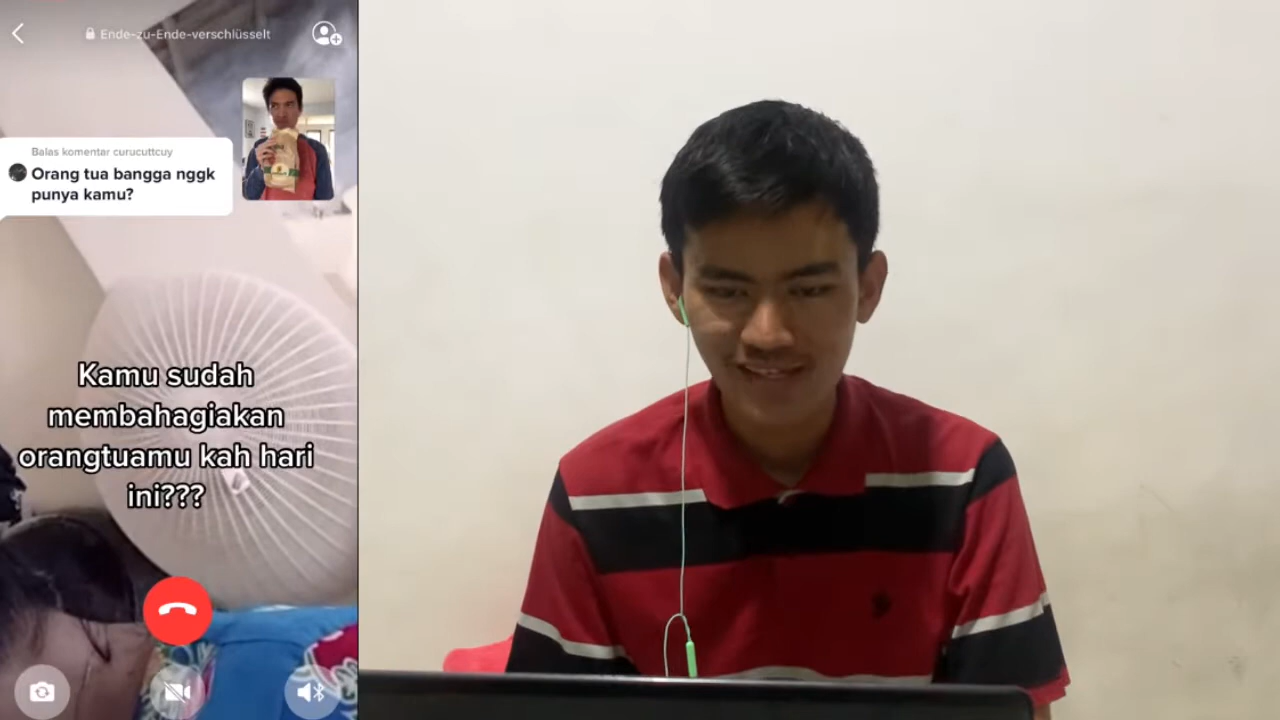 Ende-zu-Ende-verschlüsselt
Balas komentar curucuttcuy
Orang tua bangga nggk
punya kamu?
Kamu sudah
membahagiakan
orangtuamu kah hari
ini???